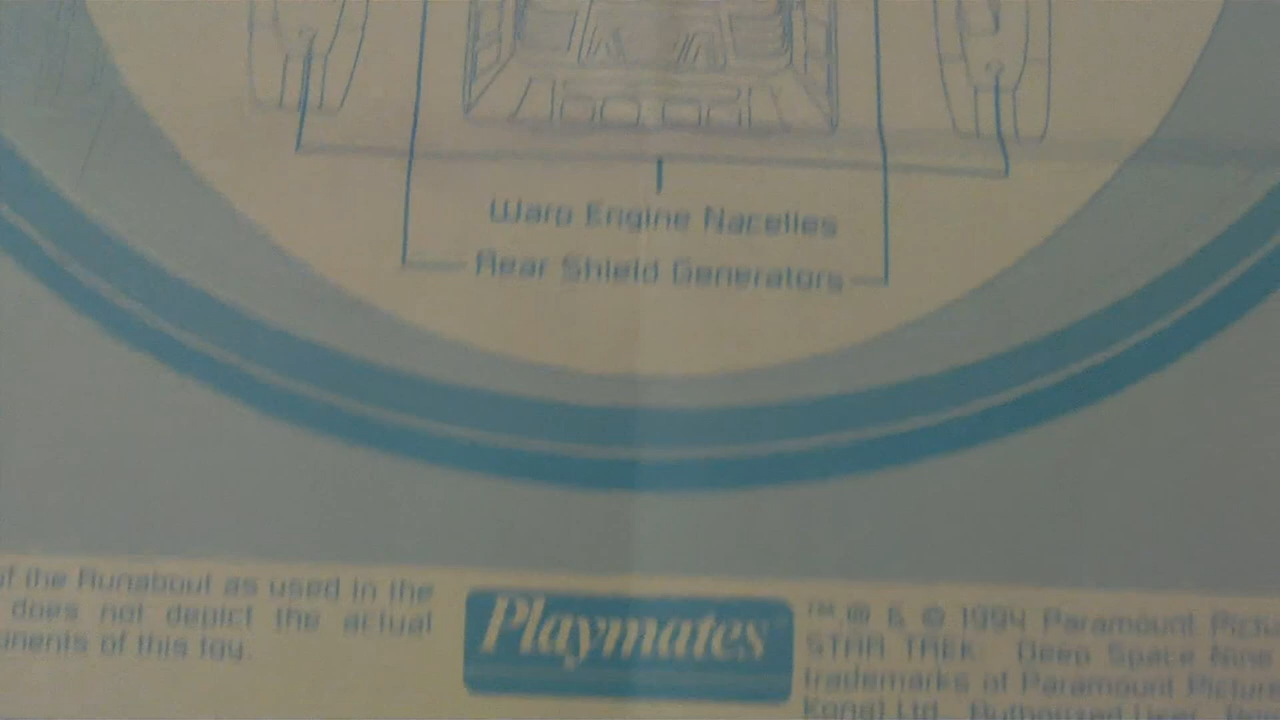 Warp Engine Nacelles
Rear Shield Generators
of the Runabout as used in the
does not depict the actual
of this toy.
Playmates
™, ® & © 1994 Paramount
STAR TREK: Deep Space Nine
trademarks of Paramount
Kong) Ltd. Authorized User.